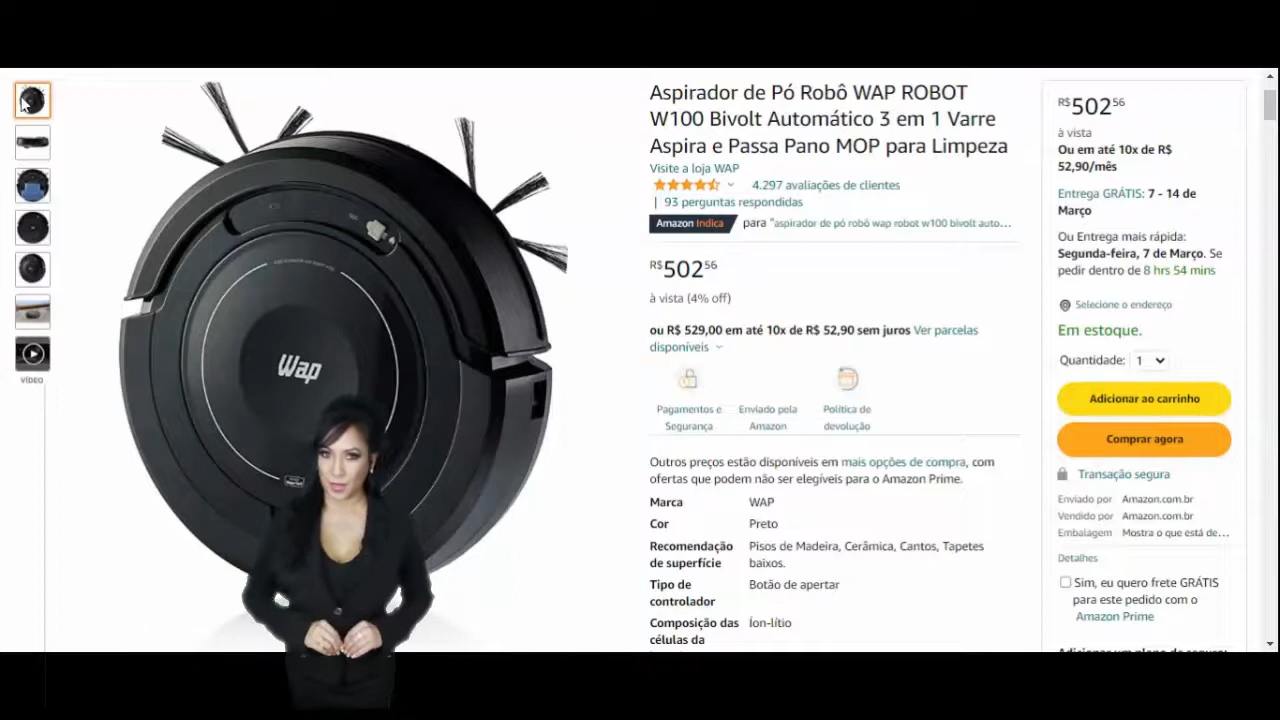 VÍDEO
Wap
Aspirador de Pó Robô WAP ROBOT
W100 Bivolt Automático 3 em 1 Varre
Aspira e Passa Pano MOP para Limpeza
Visite a loja WAP
4.297 avaliações de clientes
| 93 perguntas respondidas
Amazon Indica para "aspirador de pó robô wap robot w100 bivolt auto...
R$502 56
à vista (4% off)
ou R$ 529,00 em até 10x de R$ 52,90 sem juros Ver parcelas
disponíveis
Pagamentos e
Segurança
Enviado pela
Amazon
Política de
devolução
Outros preços estão disponíveis em mais opções de compra, com
ofertas que podem não ser elegíveis para o Amazon Prime.
Marca WAP
Cor Preto
Recomendação de superfície Pisos de Madeira, Cerâmica, Cantos, Tapetes
baixos.
Tipo de controlador Botão de apertar
Composição das células da Íon-lítio
R$502 56
à vista
Ou em até 10x de R$
52,90/mês
Entrega GRÁTIS: 7 - 14 de
Março
Ou Entrega mais rápida:
Segunda-feira, 7 de Março. Se
pedir dentro de 8 hrs 54 mins
Selecione o endereço
Em estoque.
Quantidade: 1
Adicionar ao carrinho
Comprar agora
Transação segura
Enviado por Amazon.com.br
Vendido por Amazon.com.br
Embalagem Mostra o que está de...
Detalhes
Sim, eu quero frete GRÁTIS
para este pedido com o
Amazon Prime